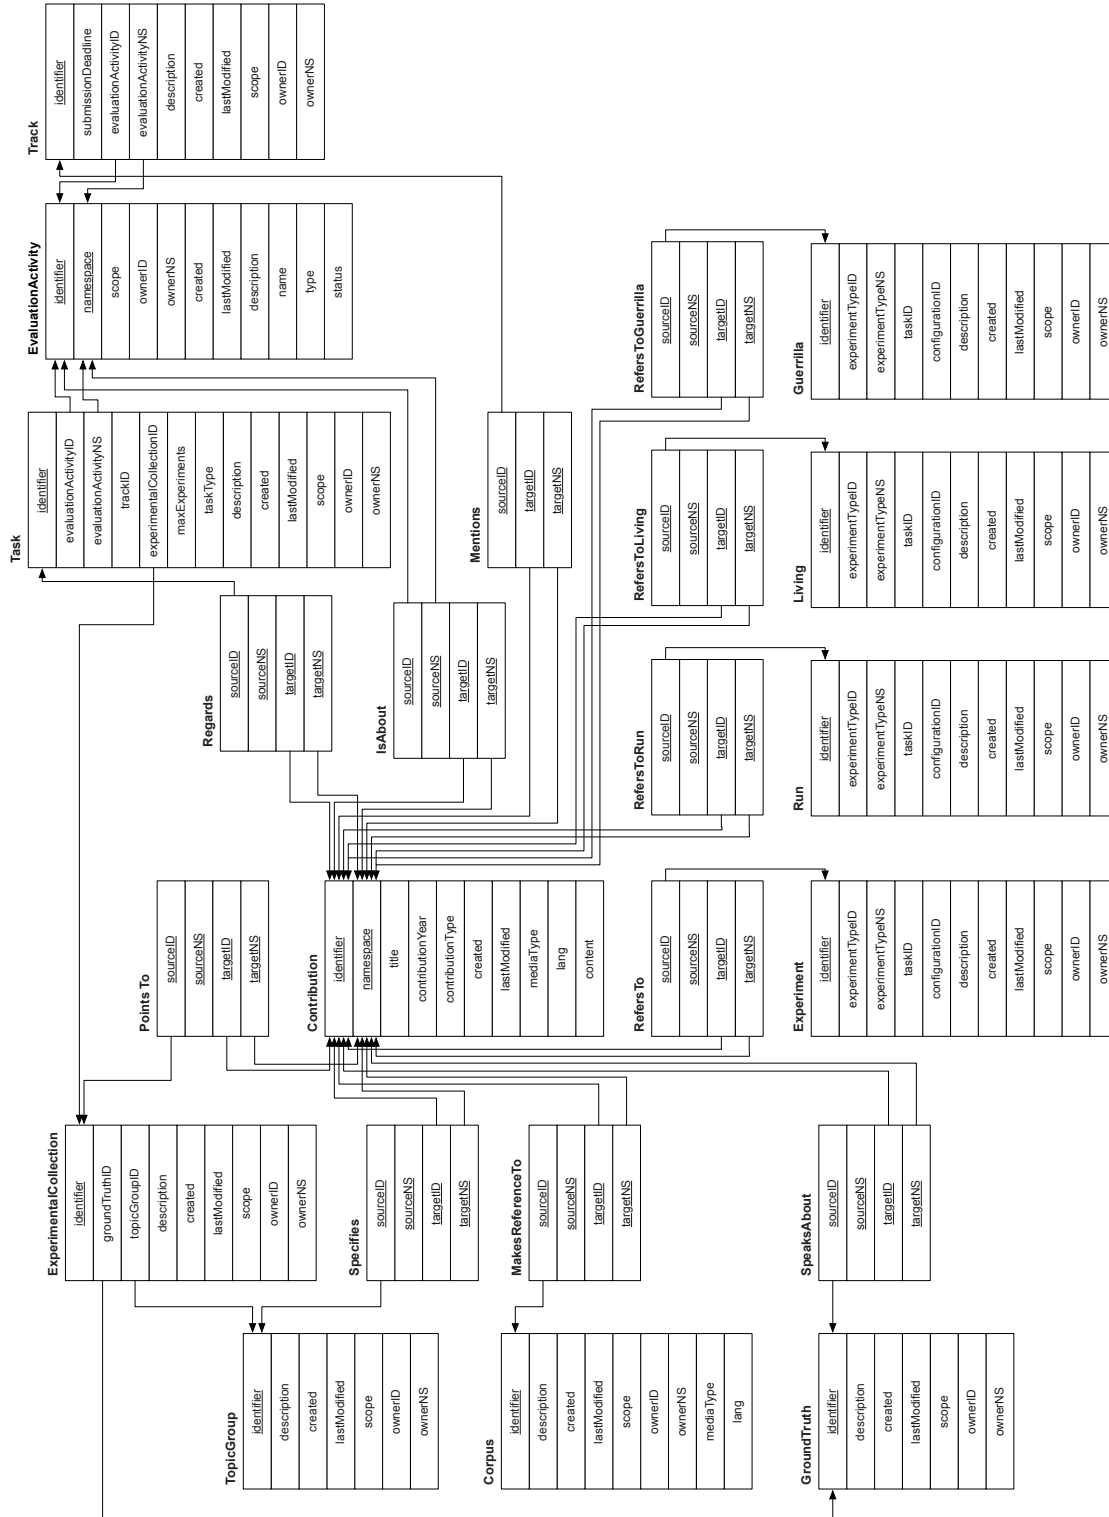 TopicGroup
identifier
description
created
lastModified
scope
ownerID
ownerNS
Corpus
identifier
description
created
lastModified
scope
ownerID
ownerNS
mediaType
lang
GroundTruth
identifier
description
created
lastModified
scope
ownerID
ownerNS
ExperimentalCollection
identifier
groundTruthID
topicGroupID
description
created
lastModified
scope
ownerID
ownerNS
Specifies
sourceID
sourceNS
targetID
targetNS
MakesReferenceTo
sourceID
sourceNS
targetID
targetNS
SpeaksAbout
sourceID
sourceNS
targetID
targetNS
Points To
sourceID
sourceNS
targetID
targetNS
Contribution
identifier
namespace
title
contributionYear
contributionType
created
lastModified
mediaType
lang
content
RefersTo
sourceID
sourceNS
targetID
targetNS
Experiment
identifier
experimentTypeID
experimentTypeNS
taskID
configurationID
description
created
lastModified
scope
ownerID
ownerNS
Regards
sourceID
sourceNS
targetID
targetNS
IsAbout
sourceID
sourceNS
targetID
targetNS
RefersToRun
sourceID
sourceNS
targetID
targetNS
Run
identifier
experimentTypeID
experimentTypeNS
taskID
configurationID
description
created
lastModified
scope
ownerID
ownerNS
Task
identifier
evaluationActivityID
evaluationActivityNS
trackID
experimentalCollectionID
maxExperiments
taskType
description
created
lastModified
scope
ownerID
ownerNS
Mentions
sourceID
targetID
targetNS
RefersToLiving
sourceID
sourceNS
targetID
targetNS
Living
identifier
experimentTypeID
experimentTypeNS
taskID
configurationID
description
created
lastModified
scope
ownerID
ownerNS
EvaluationActivity
identifier
namespace
scope
ownerID
ownerNS
created
lastModified
description
name
type
status
RefersToGuerrilla
sourceID
sourceNS
targetID
targetNS
Guerrilla
identifier
experimentTypeID
experimentTypeNS
taskID
configurationID
description
created
lastModified
scope
ownerID
ownerNS
Track
identifier
submissionDeadline
evaluationActivityID
evaluationActivityNS
description
created
lastModified
scope
ownerID
ownerNS